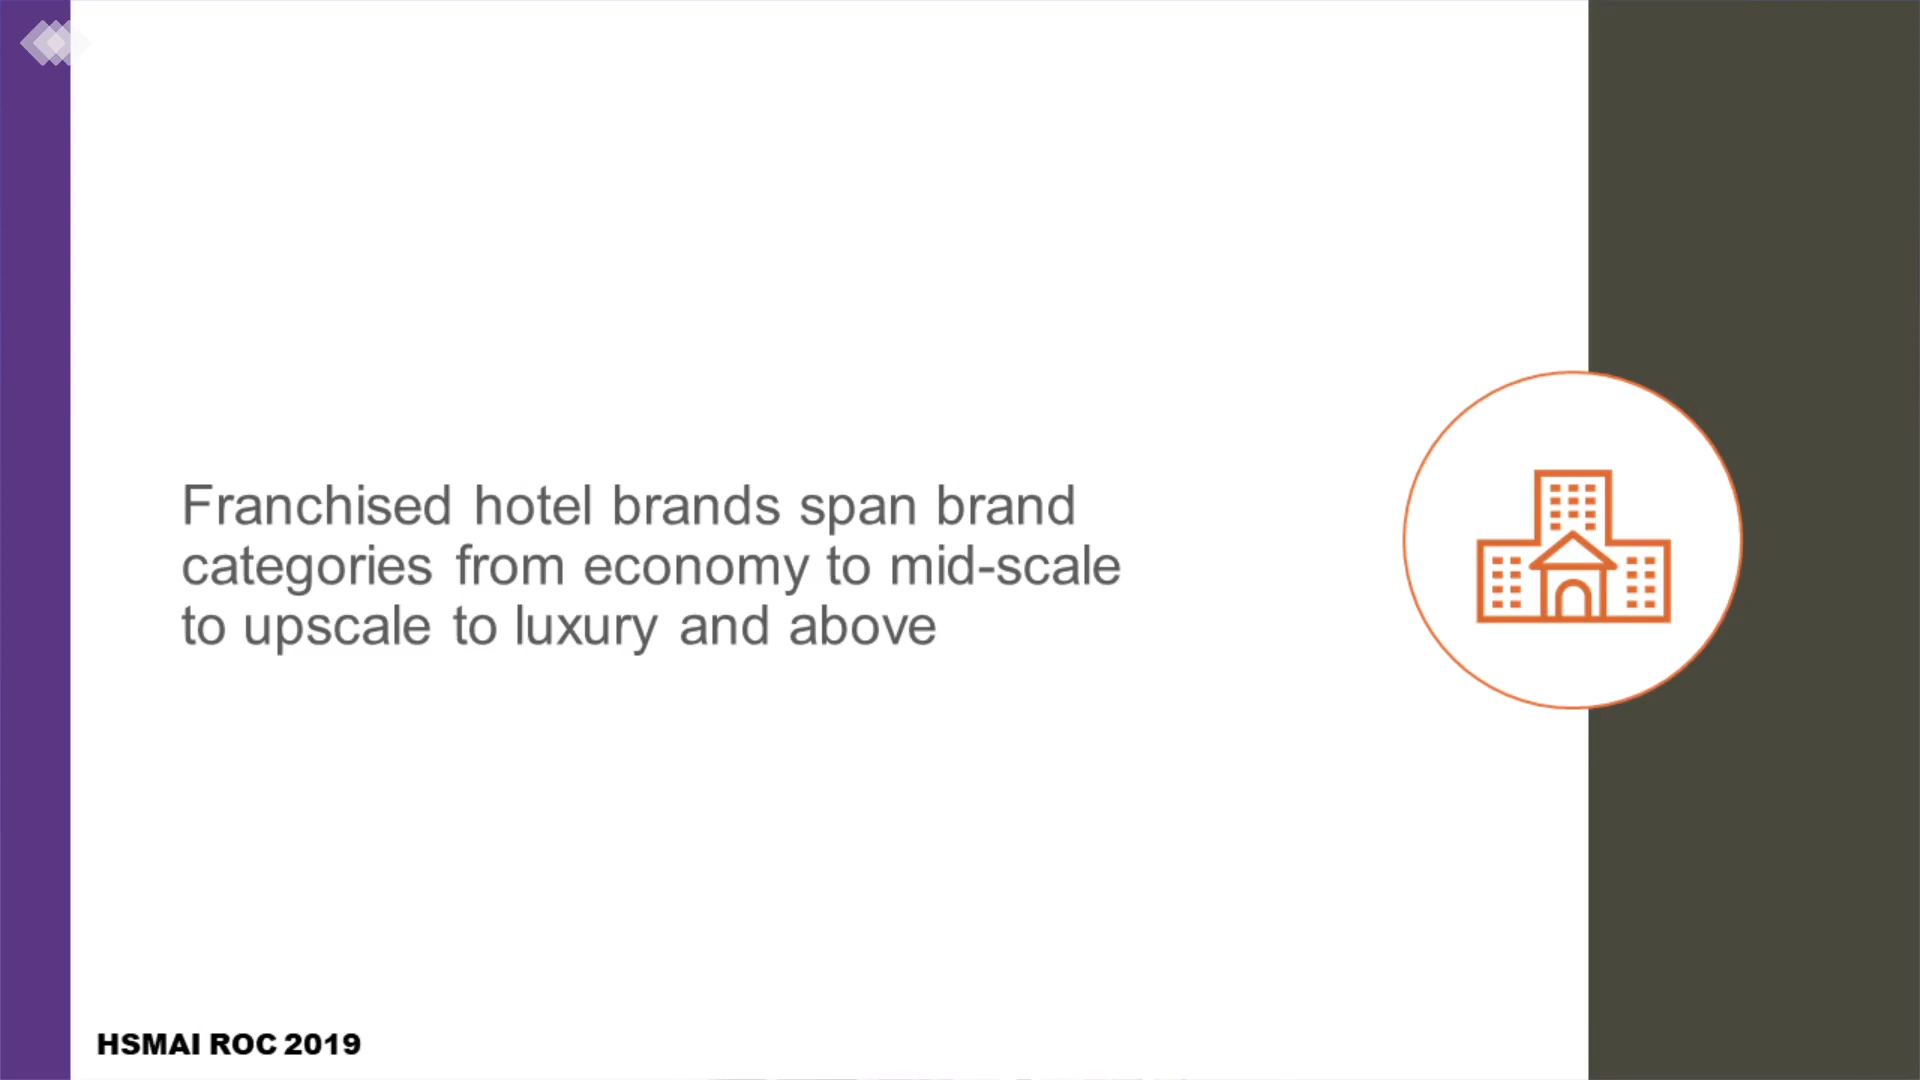 Franchised hotel brands span brand
categories from economy to mid-scale
to upscale to luxury and above
HSMAI ROC 2019